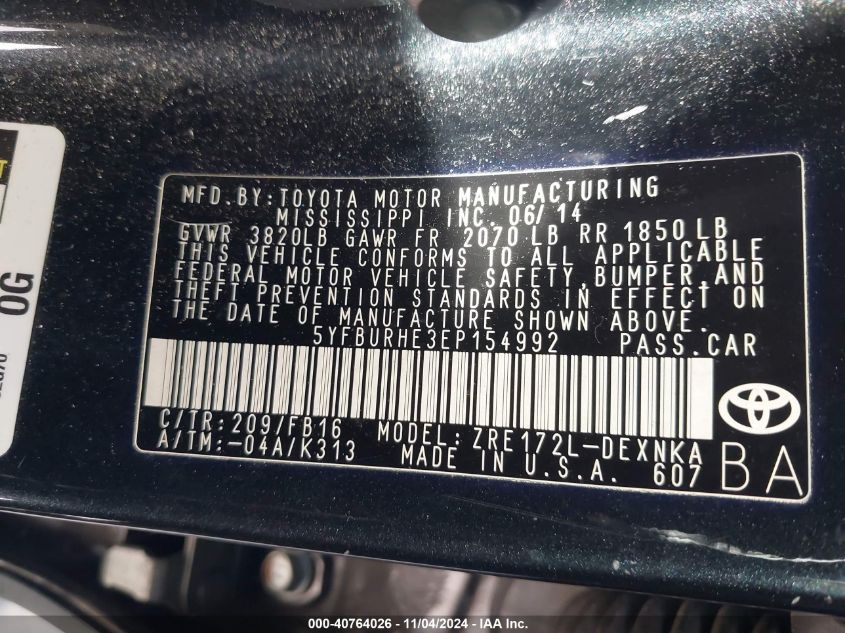 MFD.BY:TOYOTA MOTOR MANUFACTURING
MISSISSIPPI INC. 06/14
GVWR 3820LB GAWR FR 2070 LB RR 1850 LB
THIS VEHICLE CONFORMS TO ALL APPLICABLE
FEDERAL MOTOR VEHICLE SAFETY,BUMPER,AND
THEFT PREVENTION STANDARDS IN EFFECT ON
THE DATE OF MANUFACTURE SHOWN ABOVE.
5YFBURHE3EP154992 PASS.CAR
C/TR:209/FB16 MODEL: ZRE172L-DEXNKA
A/TM:-04A/K313 MADE IN U.S.A. 607
BA
OG
000-40764026 - 11/04/2024 - IAA Inc.